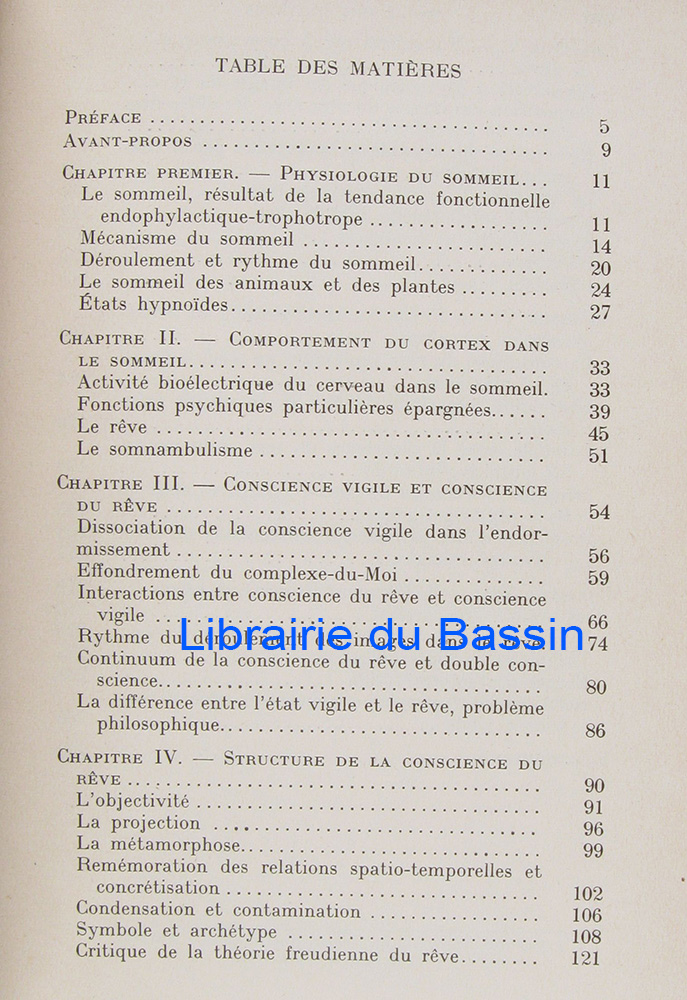 TABLE DES MATIÈRES
PRÉFACE ........................................ 5
AVANT-PROPOS .................................. 9
CHAPITRE PREMIER. — PHYSIOLOGIE DU SOMMEIL... 11
Le sommeil, résultat de la tendance fonctionnelle
endophylactique-trophotrope .................. 11
Mécanisme du sommeil ......................... 14
Déroulement et rythme du sommeil............. 20
Le sommeil des animaux et des plantes ......... 24
États hypnoïdes................................ 27
CHAPITRE II. — COMPORTEMENT DU CORTEX DANS
LE SOMMEIL.................................... 33
Activité bioélectrique du cerveau dans le sommeil. 33
Fonctions psychiques particulières épargnées...... 39
Le rêve ....................................... 45
Le somnambulisme ............................. 51
CHAPITRE III. — CONSCIENCE VIGILE ET CONSCIENCE
DU RÊVE ...................................... 54
Dissociation de la conscience vigile dans l'endor-
missement .................................... 56
Effondrement du complexe-du-Moi .............. 59
Interactions entre conscience du rêve et conscience
vigile ....................................... 66
Rythme du déroulement des images dans le rêve. 74
Librairie du Bassin
Continuum de la conscience du rêve et double con-
science....................................... 80
La différence entre l'état vigile et le rêve, problème
philosophique................................. 86
CHAPITRE IV. — STRUCTURE DE LA CONSCIENCE DU
RÊVE .......................................... 90
L'objectivité .................................. 91
La projection ................................. 96
La métamorphose............................... 99
Remémoration des relations spatio-temporelles et
concrétisation ................................ 102
Condensation et contamination ................. 106
Symbole et archétype .......................... 108
Critique de la théorie freudienne du rêve........ 121